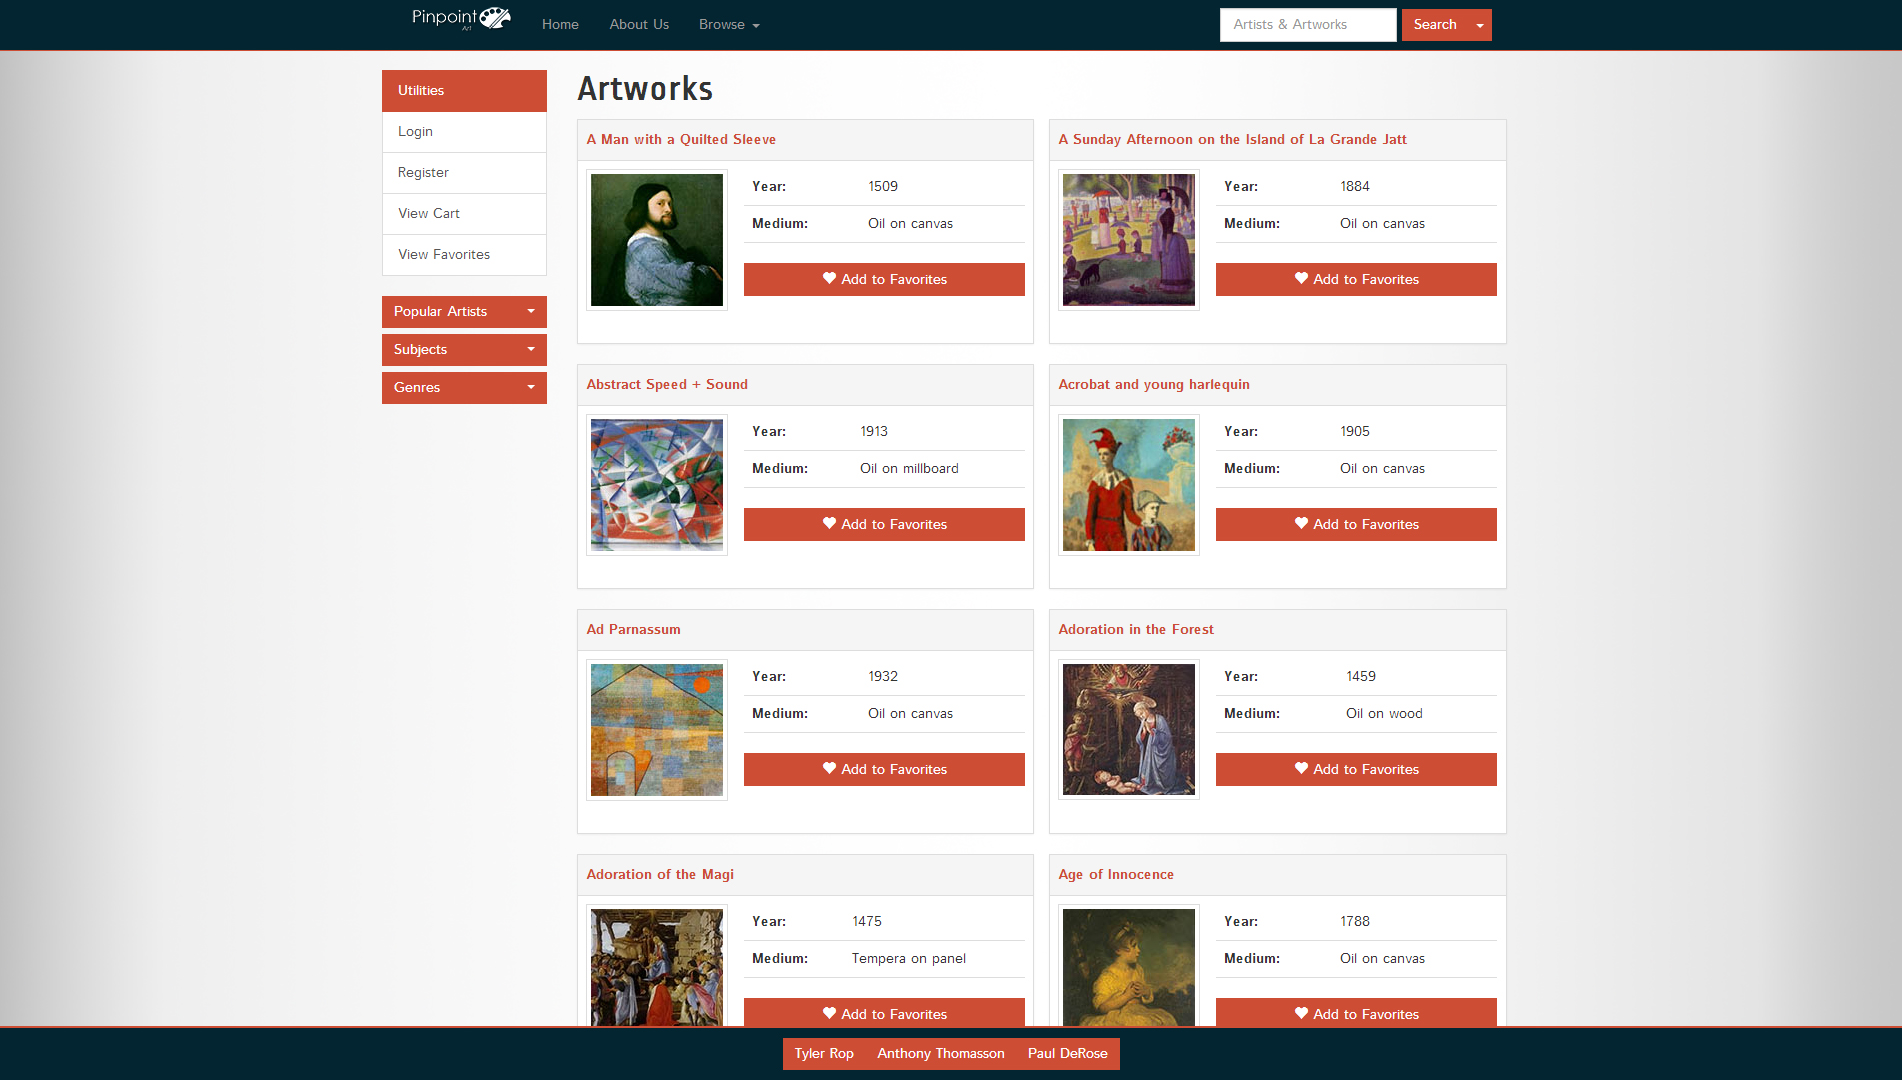 Pinpoint
Art
Home
About Us
Browse
Artists & Artworks
Search
Utilities
Login
Register
View Cart
View Favorites
Popular Artists
Subjects
Genres
Artworks
A Man with a Quilted Sleeve
Year: 1509
Medium: Oil on canvas
Add to Favorites
A Sunday Afternoon on the Island of La Grande Jatt
Year: 1884
Medium: Oil on canvas
Add to Favorites
Abstract Speed + Sound
Year: 1913
Medium: Oil on millboard
Add to Favorites
Acrobat and young harlequin
Year: 1905
Medium: Oil on canvas
Add to Favorites
Ad Parnassum
Year: 1932
Medium: Oil on canvas
Add to Favorites
Adoration in the Forest
Year: 1459
Medium: Oil on wood
Add to Favorites
Adoration of the Magi
Year: 1475
Medium: Tempera on panel
Add to Favorites
Age of Innocence
Year: 1788
Medium: Oil on canvas
Add to Favorites
Tyler Rop
Anthony Thomasson
Paul DeRose